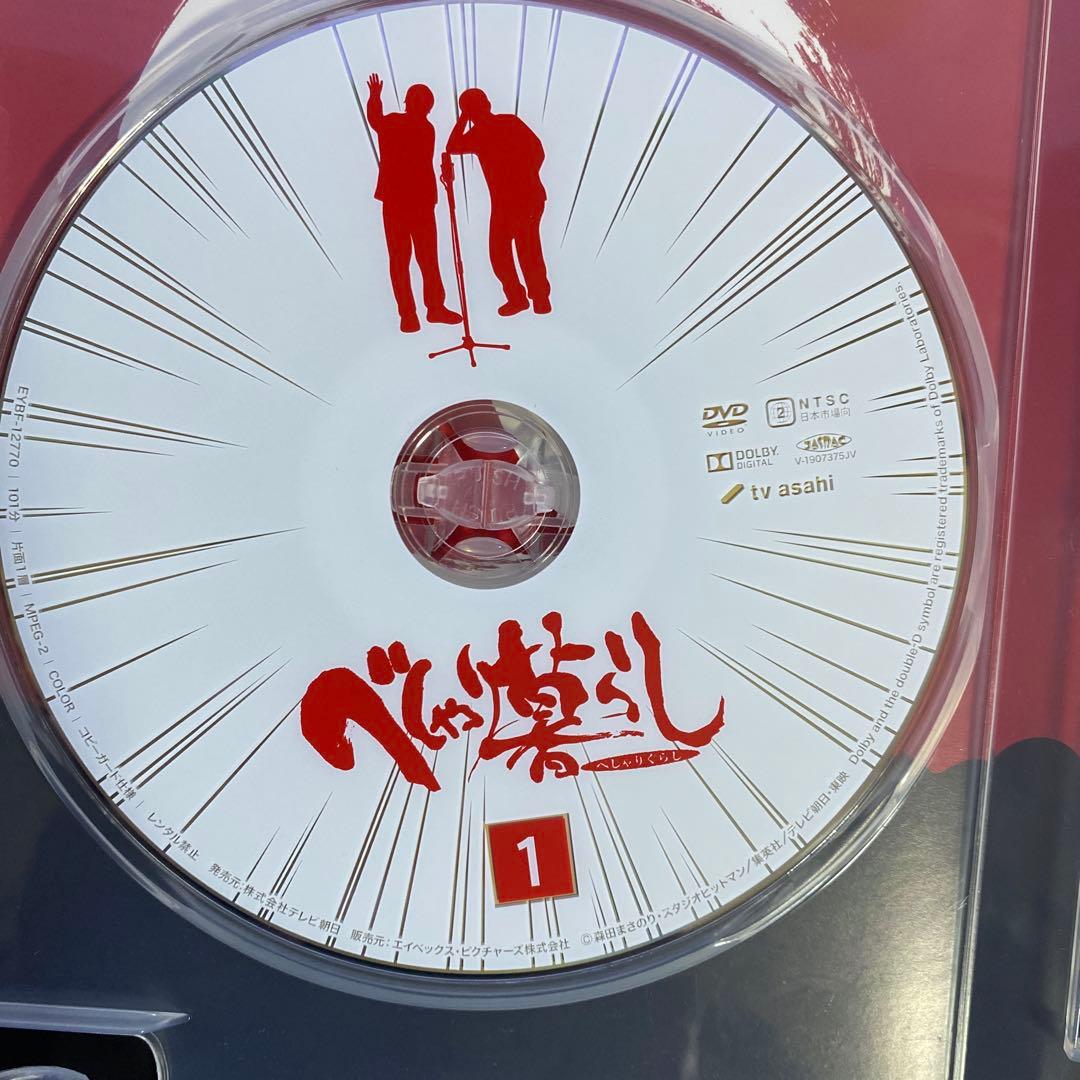 DVD
VIDEO
2
NTSC
日本市場向
DOLBY
DIGITAL
JASRAC
V-1907375JV
tv asahi
べしゃり暮らし
べしゃりぐらし
1
EYBF-12770 | 101分 | 片面1層 | MPEG-2 | COLOR | コピーガード仕様 | レンタル禁止 発売元:株式会社テレビ朝日 販売元:エイベックス・ピクチャーズ株式会社 ©森田まさのり・スタジオヒットマン/集英社/テレビ朝日・東映 Dolby and the double-D symbol are registered trademarks of Dolby Laboratories.